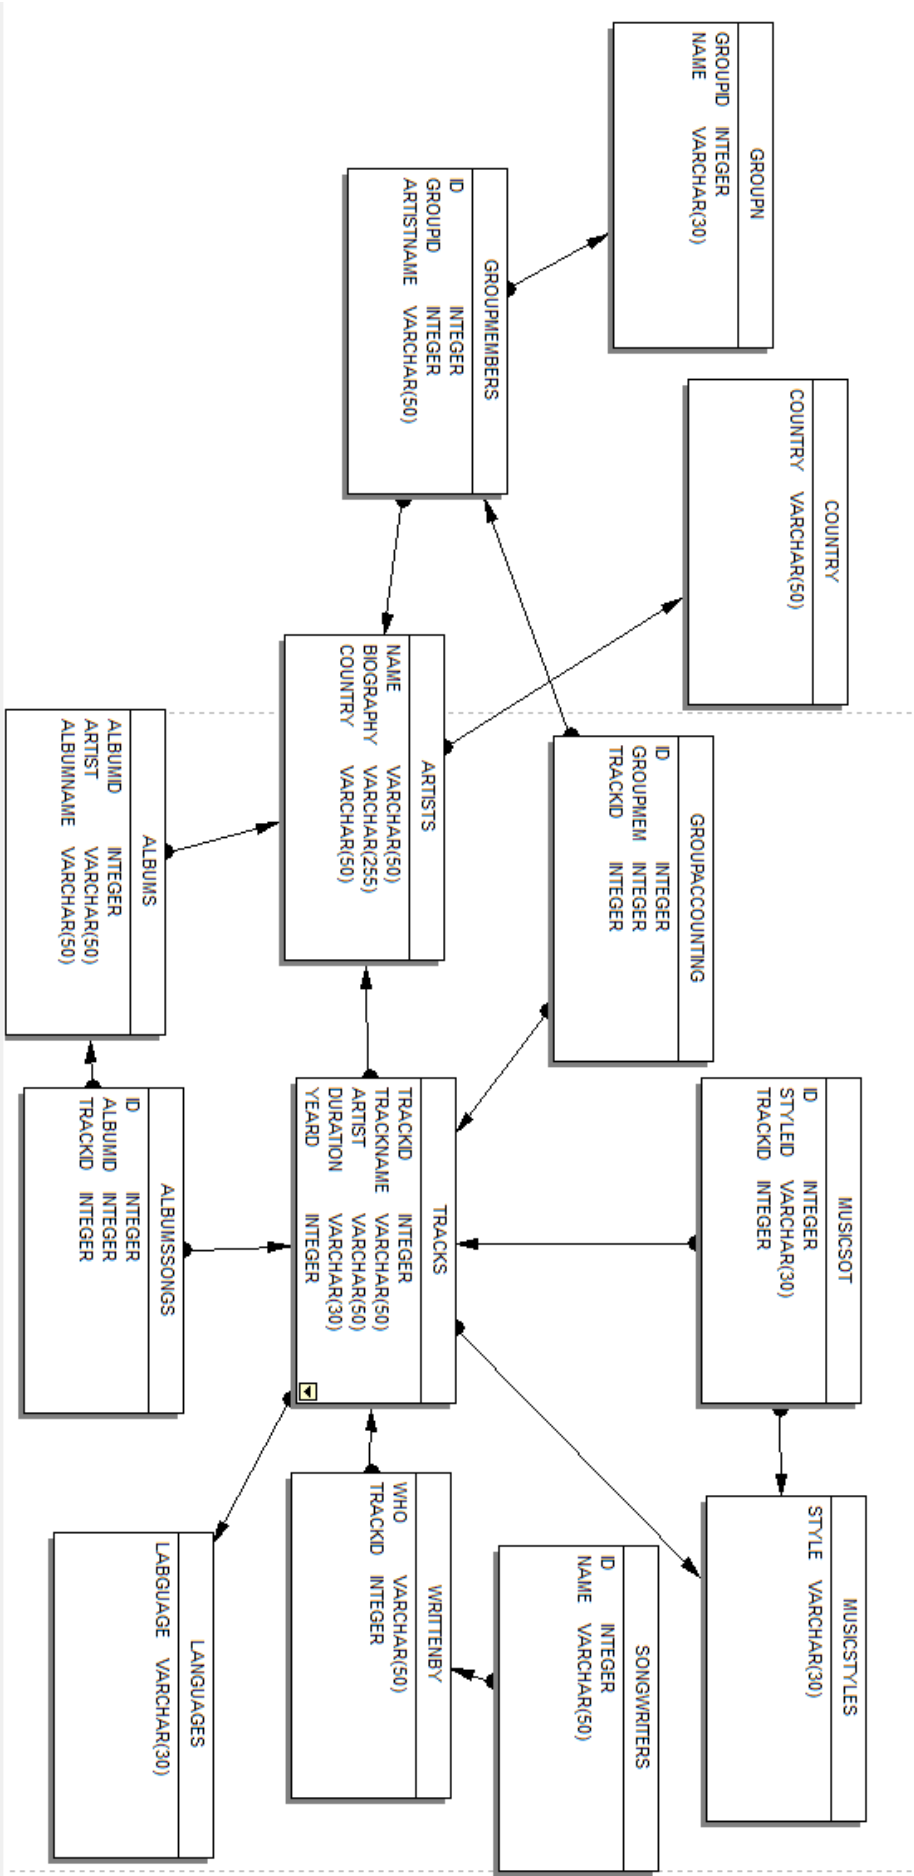 GROUPN
GROUPID INTEGER
NAME VARCHAR(30)
COUNTRY
COUNTRY VARCHAR(50)
GROUPACCOUNTING
ID INTEGER
GROUPMEM INTEGER
TRACKID INTEGER
MUSICSOT
ID INTEGER
STYLEID VARCHAR(30)
TRACKID INTEGER
MUSICSTYLES
STYLE VARCHAR(30)
SONGWRITERS
ID INTEGER
NAME VARCHAR(50)
GROUPMEMBERS
ID INTEGER
GROUPID INTEGER
ARTISTNAME VARCHAR(50)
ARTISTS
NAME VARCHAR(50)
BIOGRAPHY VARCHAR(255)
COUNTRY VARCHAR(50)
TRACKS
TRACKID INTEGER
TRACKNAME VARCHAR(50)
ARTIST VARCHAR(50)
DURATION VARCHAR(30)
YEARD INTEGER
WRITTENBY
WHO VARCHAR(50)
TRACKID INTEGER
ALBUMS
ALBUMID INTEGER
ARTIST VARCHAR(50)
ALBUMNAME VARCHAR(50)
ALBUMSSONGS
ID INTEGER
ALBUMID INTEGER
TRACKID INTEGER
LANGUAGES
LABGUAGE VARCHAR(30)